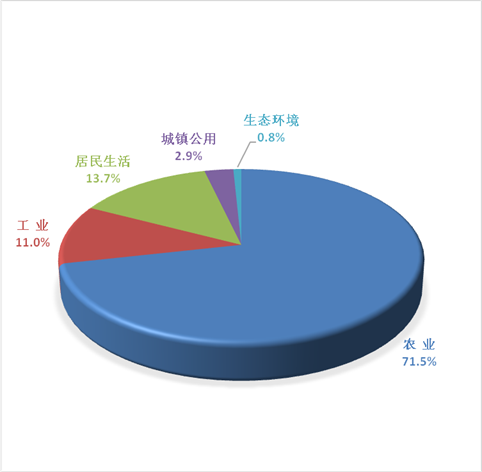 生态环境
0.8%
城镇公用
2.9%
居民生活
13.7%
工 业
11.0%
农 业
71.5%